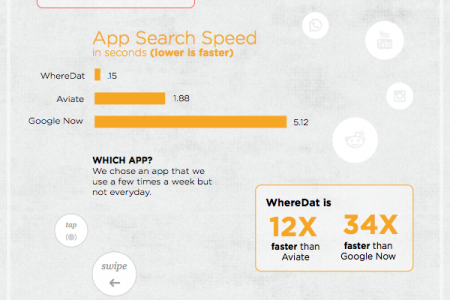 App Search Speed
in seconds (lower is faster)
WhereDat .15
Aviate 1.88
Google Now 5.12
WHICH APP?
We chose an app that we
use a few times a week but
not everyday.
WhereDat is
12X 34X
faster than faster than
Aviate Google Now
tap
swipe
You
Tube